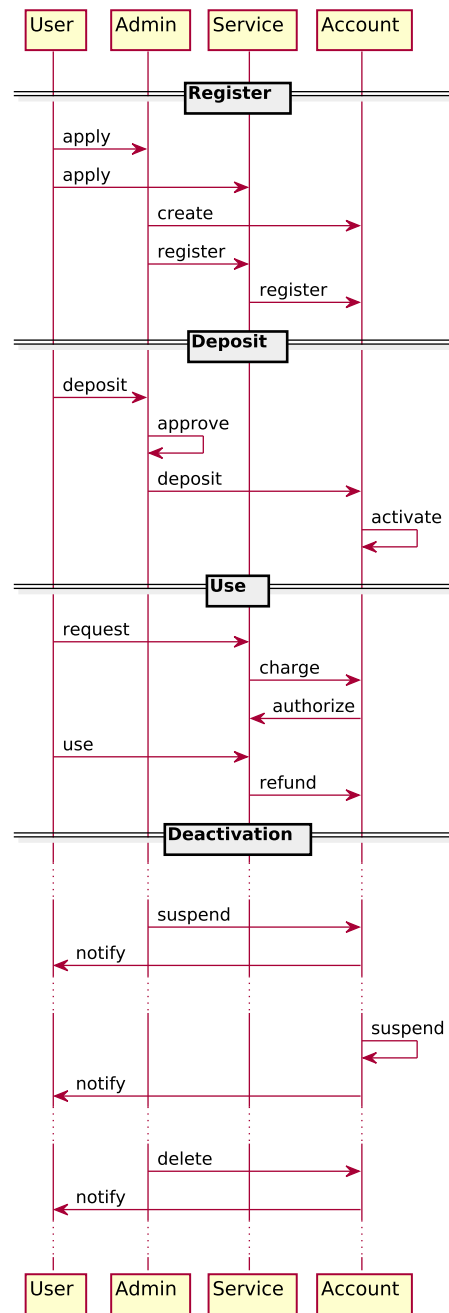 User Admin Service Account
Register
apply
apply
create
register
register
Deposit
deposit
approve
deposit
activate
Use
request
charge
authorize
use
refund
Deactivation
suspend
notify
suspend
notify
delete
notify
User Admin Service Account